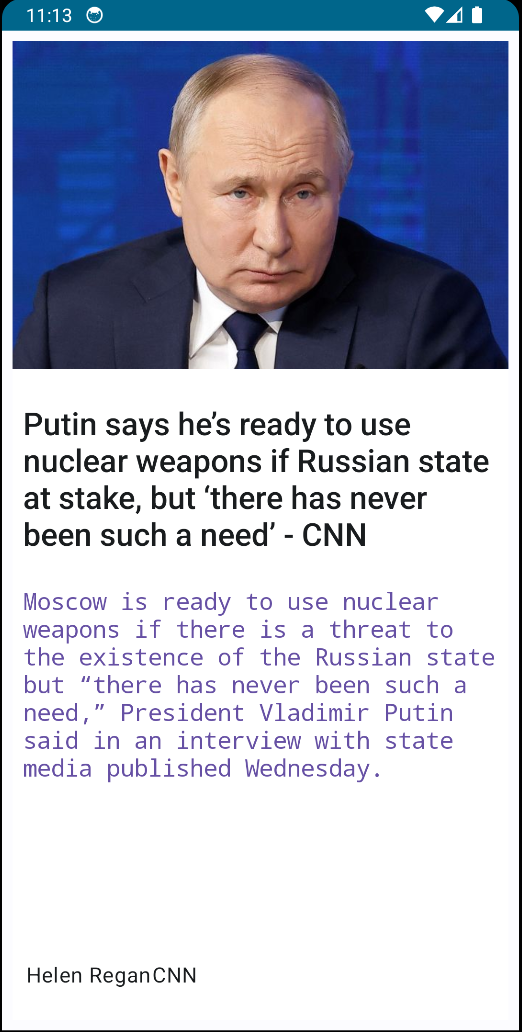 11:13
Putin says he’s ready to use
nuclear weapons if Russian state
at stake, but ‘there has never
been such a need’ - CNN
Moscow is ready to use nuclear
weapons if there is a threat to
the existence of the Russian state
but “there has never been such a
need,” President Vladimir Putin
said in an interview with state
media published Wednesday.
Helen ReganCNN